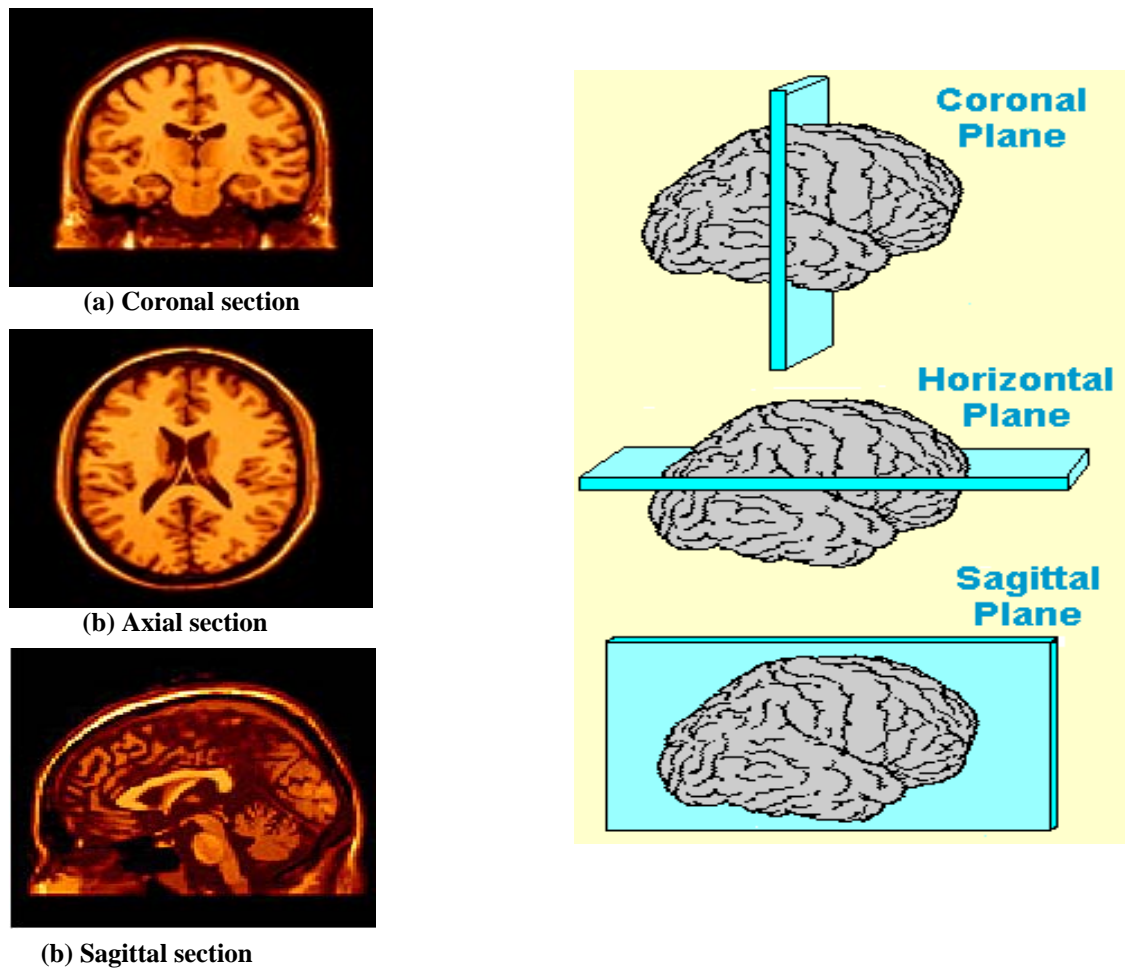 (a) Coronal section
(b) Axial section
(b) Sagittal section
Coronal
Plane
Horizontal
Plane
Sagittal
Plane